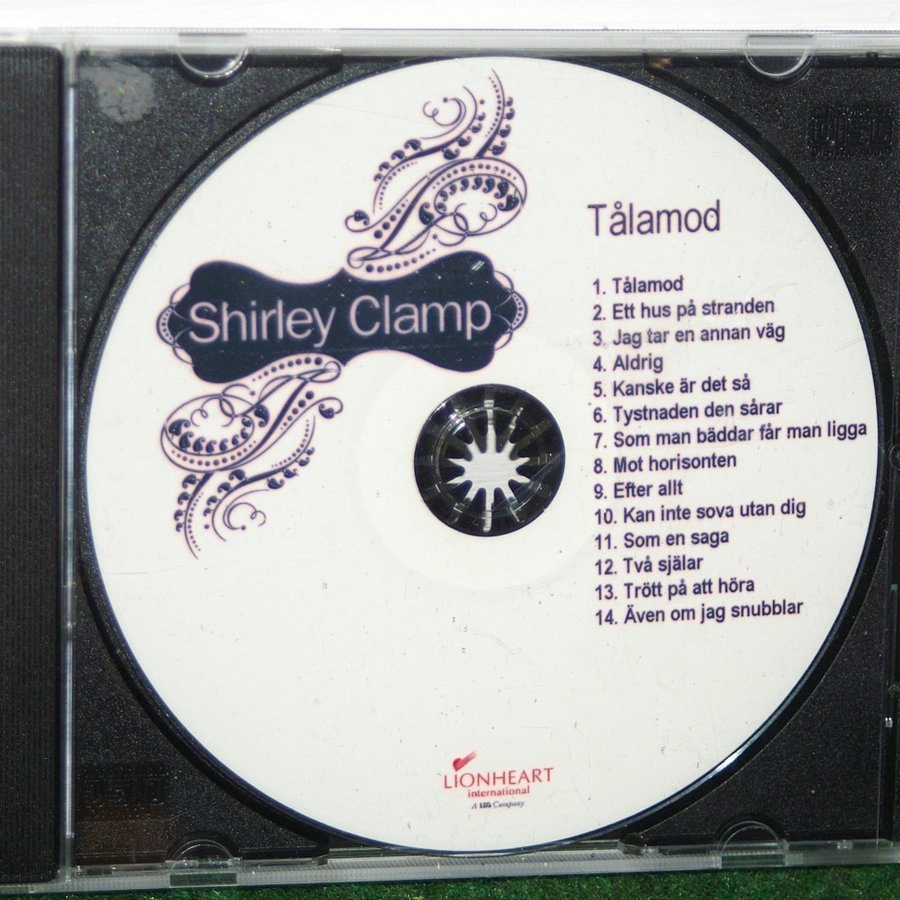 Shirley Clamp
Tålamod
1. Tålamod
2. Ett hus på stranden
3. Jag tar en annan väg
4. Aldrig
5. Kanske är det så
6. Tystnaden den sårar
7. Som man bäddar får man ligga
8. Mot horisonten
9. Efter allt
10. Kan inte sova utan dig
11. Som en saga
12. Två själar
13. Trött på att höra
14. Även om jag snubblar
LIONHEART
international
A LEG Company